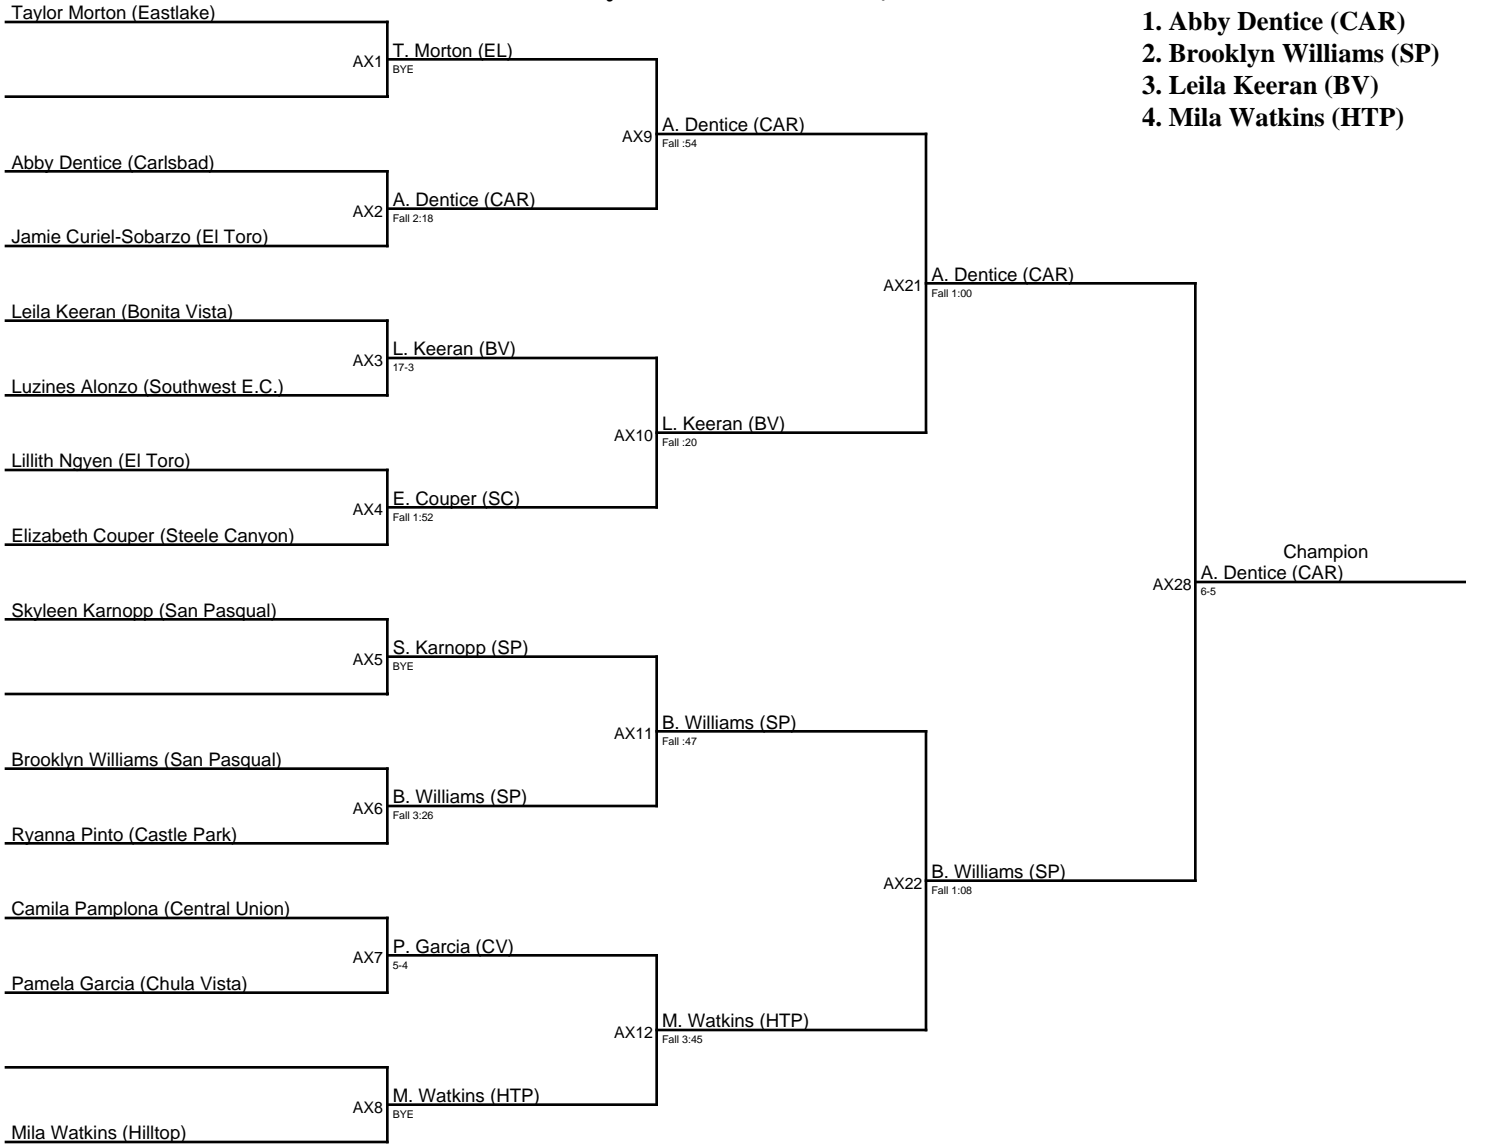 1. Abby Dentice (CAR)
2. Brooklyn Williams (SP)
3. Leila Keeran (BV)
4. Mila Watkins (HTP)
Taylor Morton (Eastlake)
AX1
T. Morton (EL)
BYE
Abby Dentice (Carlsbad)
AX2
A. Dentice (CAR)
Fall 2:18
Jamie Curiel-Sobarzo (El Toro)
AX9
A. Dentice (CAR)
Fall :54
Leila Keeran (Bonita Vista)
AX3
L. Keeran (BV)
17-3
Luzines Alonzo (Southwest E.C.)
AX10
L. Keeran (BV)
Fall :20
Lillith Ngyen (El Toro)
AX4
E. Couper (SC)
Fall 1:52
Elizabeth Couper (Steele Canyon)
AX21
A. Dentice (CAR)
Fall 1:00
Skyleen Karnopp (San Pasqual)
AX5
S. Karnopp (SP)
BYE
Brooklyn Williams (San Pasqual)
AX6
B. Williams (SP)
Fall 3:26
Ryanna Pinto (Castle Park)
AX11
B. Williams (SP)
Fall :47
Camila Pamplona (Central Union)
AX7
P. Garcia (CV)
5-4
Pamela Garcia (Chula Vista)
AX12
M. Watkins (HTP)
Fall 3:45
AX8
M. Watkins (HTP)
BYE
Mila Watkins (Hilltop)
AX22
B. Williams (SP)
Fall 1:08
Champion
AX28
A. Dentice (CAR)
6-5